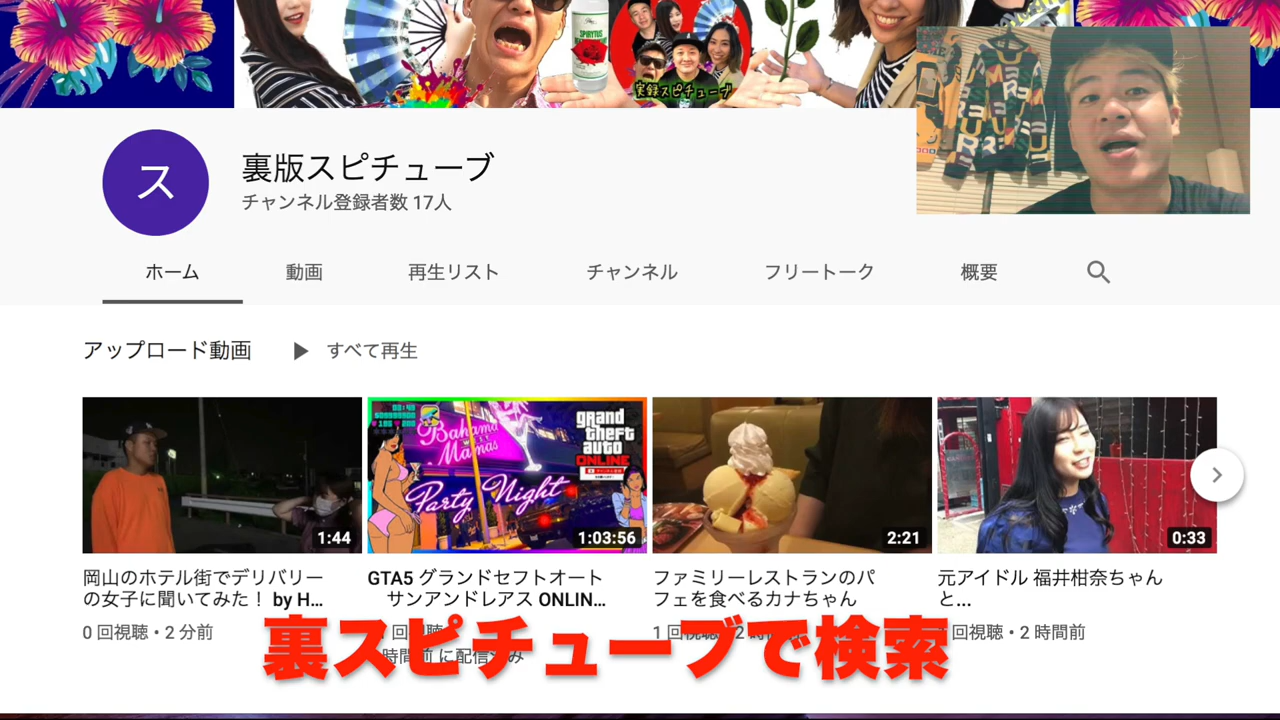 SPIRYTUS
実録スピチューブ
ス
裏版スピチューブ
チャンネル登録者数 17人
ホーム
動画
再生リスト
チャンネル
フリートーク
概要
アップロード動画
すべて再生
Bahama
Mamas
Party Night
grand
theft
auto
ONLINE
1:44
1:03:56
2:21
0:33
岡山のホテル街でデリバリー
の女子に聞いてみた！ by H...
GTA5 グランドセフトオート
サンアンドレアス ONLIN...
ファミリーレストランのパ
フェを食べるカナちゃん
元アイドル 福井柑奈ちゃん
と...
0 回視聴・2 分前
回視聴・2 時間前
裏スピチューブで検索